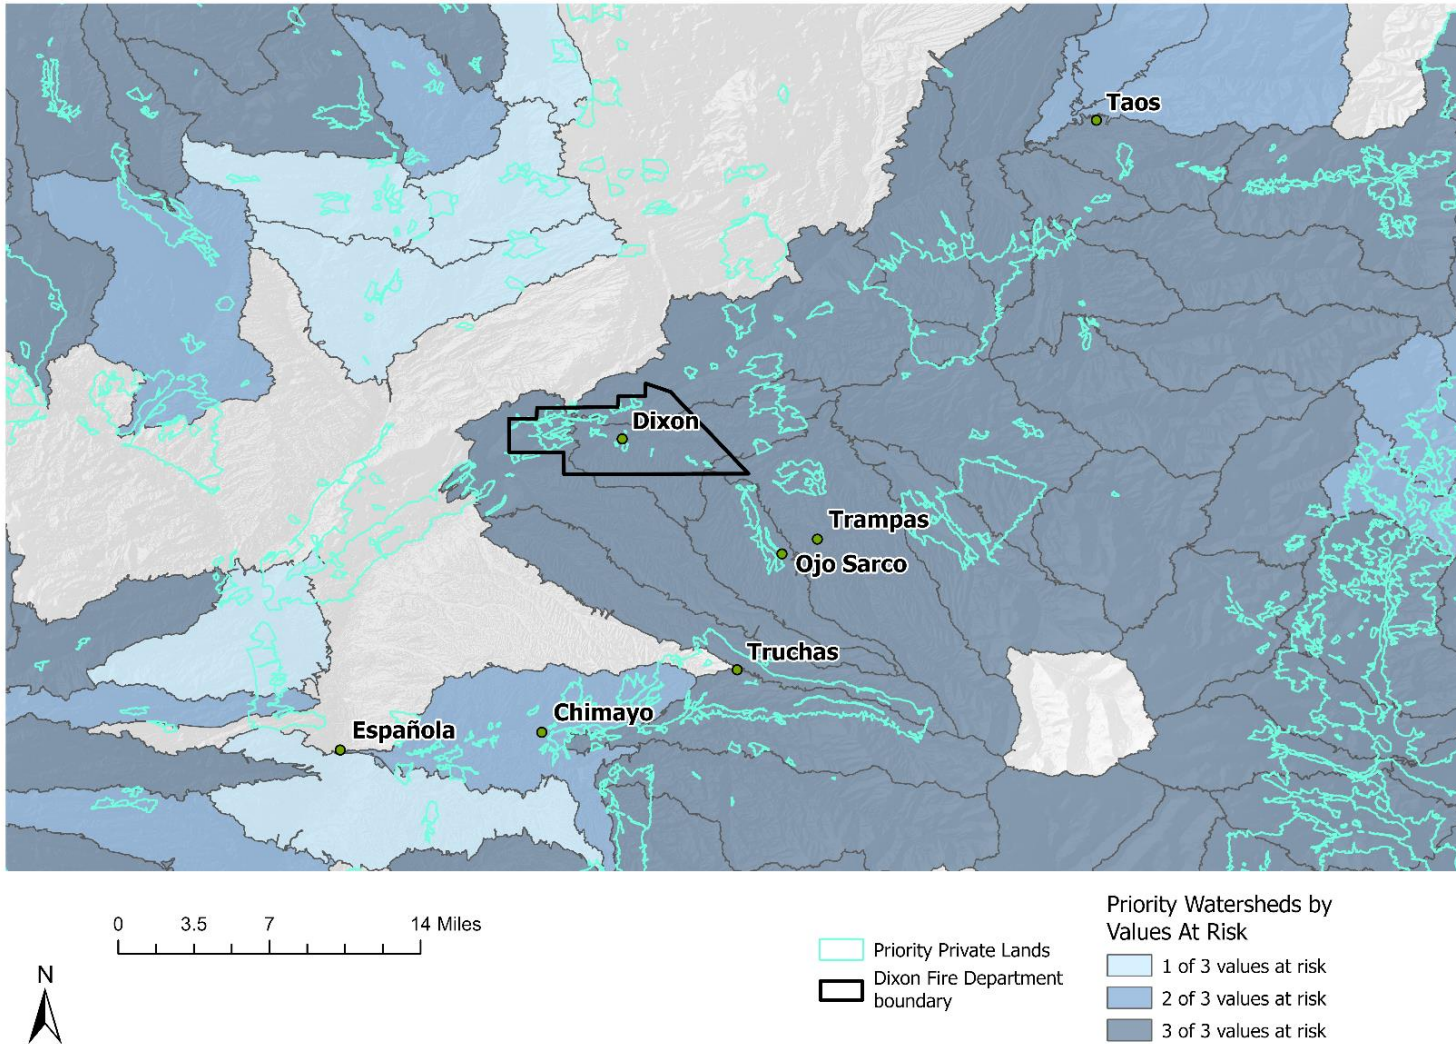 Taos
Dixon
Trampas
Ojo Sarco
Truchas
Chimayo
Española
0 3.5 7 14 Miles
N
Priority Private Lands
Dixon Fire Department
boundary
Priority Watersheds by
Values At Risk
1 of 3 values at risk
2 of 3 values at risk
3 of 3 values at risk